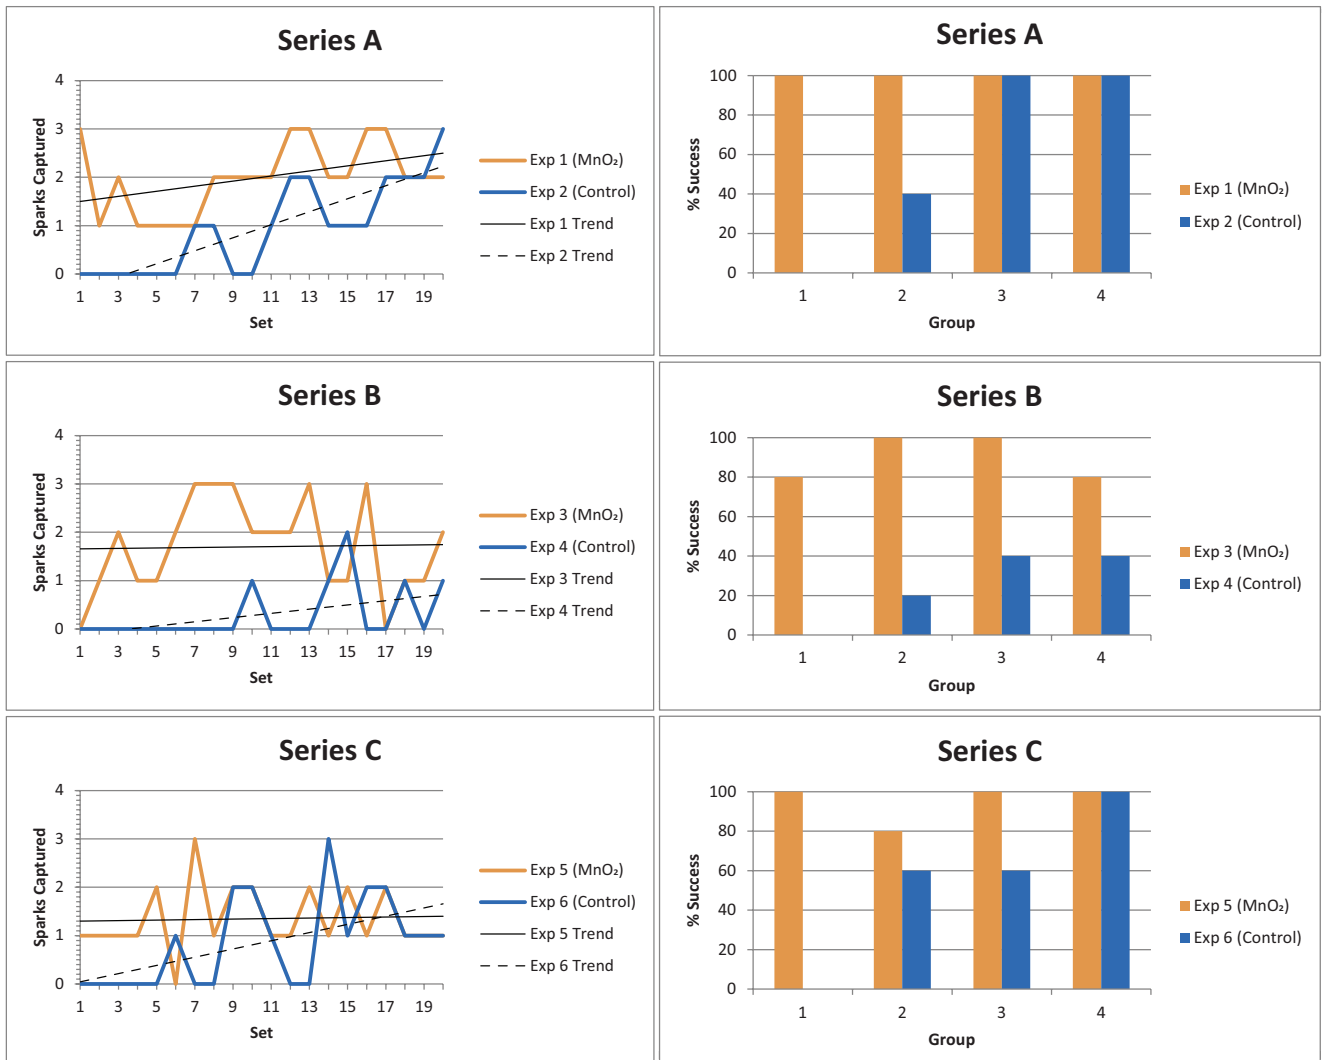 Series A
4
3
2
1
0
Sparks Captured
1 3 5 7 9 11 13 15 17 19
Set
Exp 1 (MnO₂)
Exp 2 (Control)
Exp 1 Trend
Exp 2 Trend
Series A
100
80
60
40
20
0
% Success
1 2 3 4
Group
Exp 1 (MnO₂)
Exp 2 (Control)
Series B
4
3
2
1
0
Sparks Captured
1 3 5 7 9 11 13 15 17 19
Set
Exp 3 (MnO₂)
Exp 4 (Control)
Exp 3 Trend
Exp 4 Trend
Series B
100
80
60
40
20
0
% Success
1 2 3 4
Group
Exp 3 (MnO₂)
Exp 4 (Control)
Series C
4
3
2
1
0
Sparks Captured
1 3 5 7 9 11 13 15 17 19
Set
Exp 5 (MnO₂)
Exp 6 (Control)
Exp 5 Trend
Exp 6 Trend
Series C
100
80
60
40
20
0
% Success
1 2 3 4
Group
Exp 5 (MnO₂)
Exp 6 (Control)